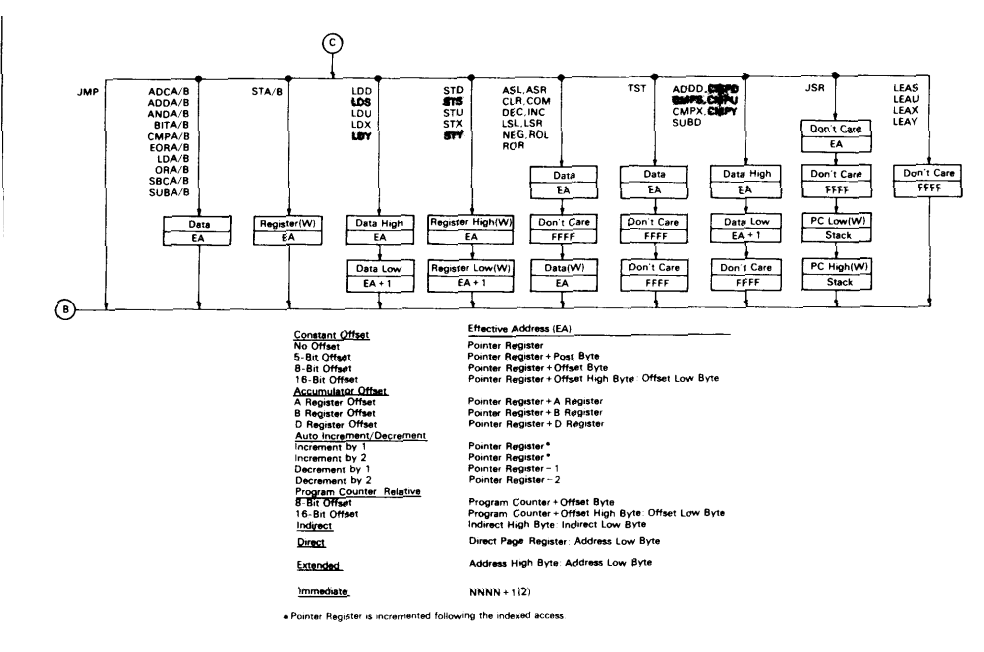 C
JMP
ADCA/B
ADDA/B
ANDA/B
BITA/B
CMPA/B
EORA/B
LDA/B
ORA/B
SBCA/B
SUBA/B
STA/B
LDD
LDS
LDU
LDX
LDY
STD
STS
STU
STX
STY
ASL, ASR
CLR, COM
DEC, INC
LSL, LSR
NEG, ROL
ROR
TST
ADDD, CMPD
CMPS, CMPU
CMPX, CMPY
SUBD
JSR
LEAS
LEAU
LEAX
LEAY
Data
EA
Register(W)
EA
Data High
EA
Data Low
EA + 1
Register High(W)
EA
Register Low(W)
EA + 1
Data
EA
Don't Care
FFFF
Data(W)
EA
Data
EA
Don't Care
FFFF
Don't Care
FFFF
Data High
EA
Data Low
EA + 1
Don't Care
FFFF
Don't Care
EA
Don't Care
FFFF
PC Low(W)
Stack
PC High(W)
Stack
Don't Care
FFFF
B
Constant Offset Effective Address (EA)
No Offset Pointer Register
5-Bit Offset Pointer Register + Post Byte
8-Bit Offset Pointer Register + Offset Byte
16-Bit Offset Pointer Register + Offset High Byte: Offset Low Byte
Accumulator Offset
A Register Offset Pointer Register + A Register
B Register Offset Pointer Register + B Register
D Register Offset Pointer Register + D Register
Auto Increment/Decrement
Increment by 1 Pointer Register*
Increment by 2 Pointer Register*
Decrement by 1 Pointer Register – 1
Decrement by 2 Pointer Register – 2
Program Counter Relative
8-Bit Offset Program Counter + Offset Byte
16-Bit Offset Program Counter + Offset High Byte: Offset Low Byte
Indirect Indirect High Byte: Indirect Low Byte
Direct Direct Page Register: Address Low Byte
Extended Address High Byte: Address Low Byte
Immediate NNNN + 1(2)
* Pointer Register is incremented following the indexed access.